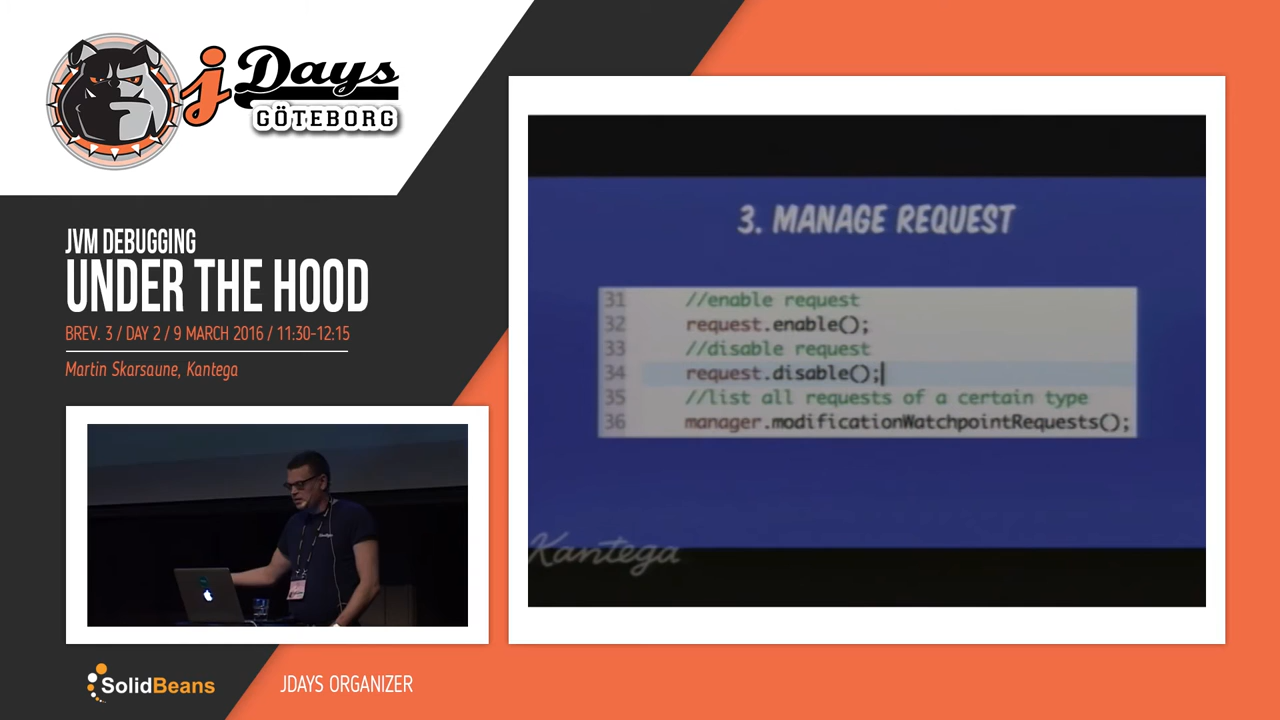 j Days
GÖTEBORG
JVM DEBUGGING
UNDER THE HOOD
BREV. 3 / DAY 2 / 9 MARCH 2016 / 11:30-12:15
Martin Skarsaune, Kantega
3. MANAGE REQUEST
31 //enable request
32 request.enable();
33 //disable request
34 request.disable();
35 //list all requests of a certain type
36 manager.modificationWatchpointRequests();
Kantega
SolidBeans
JDAYS ORGANIZER